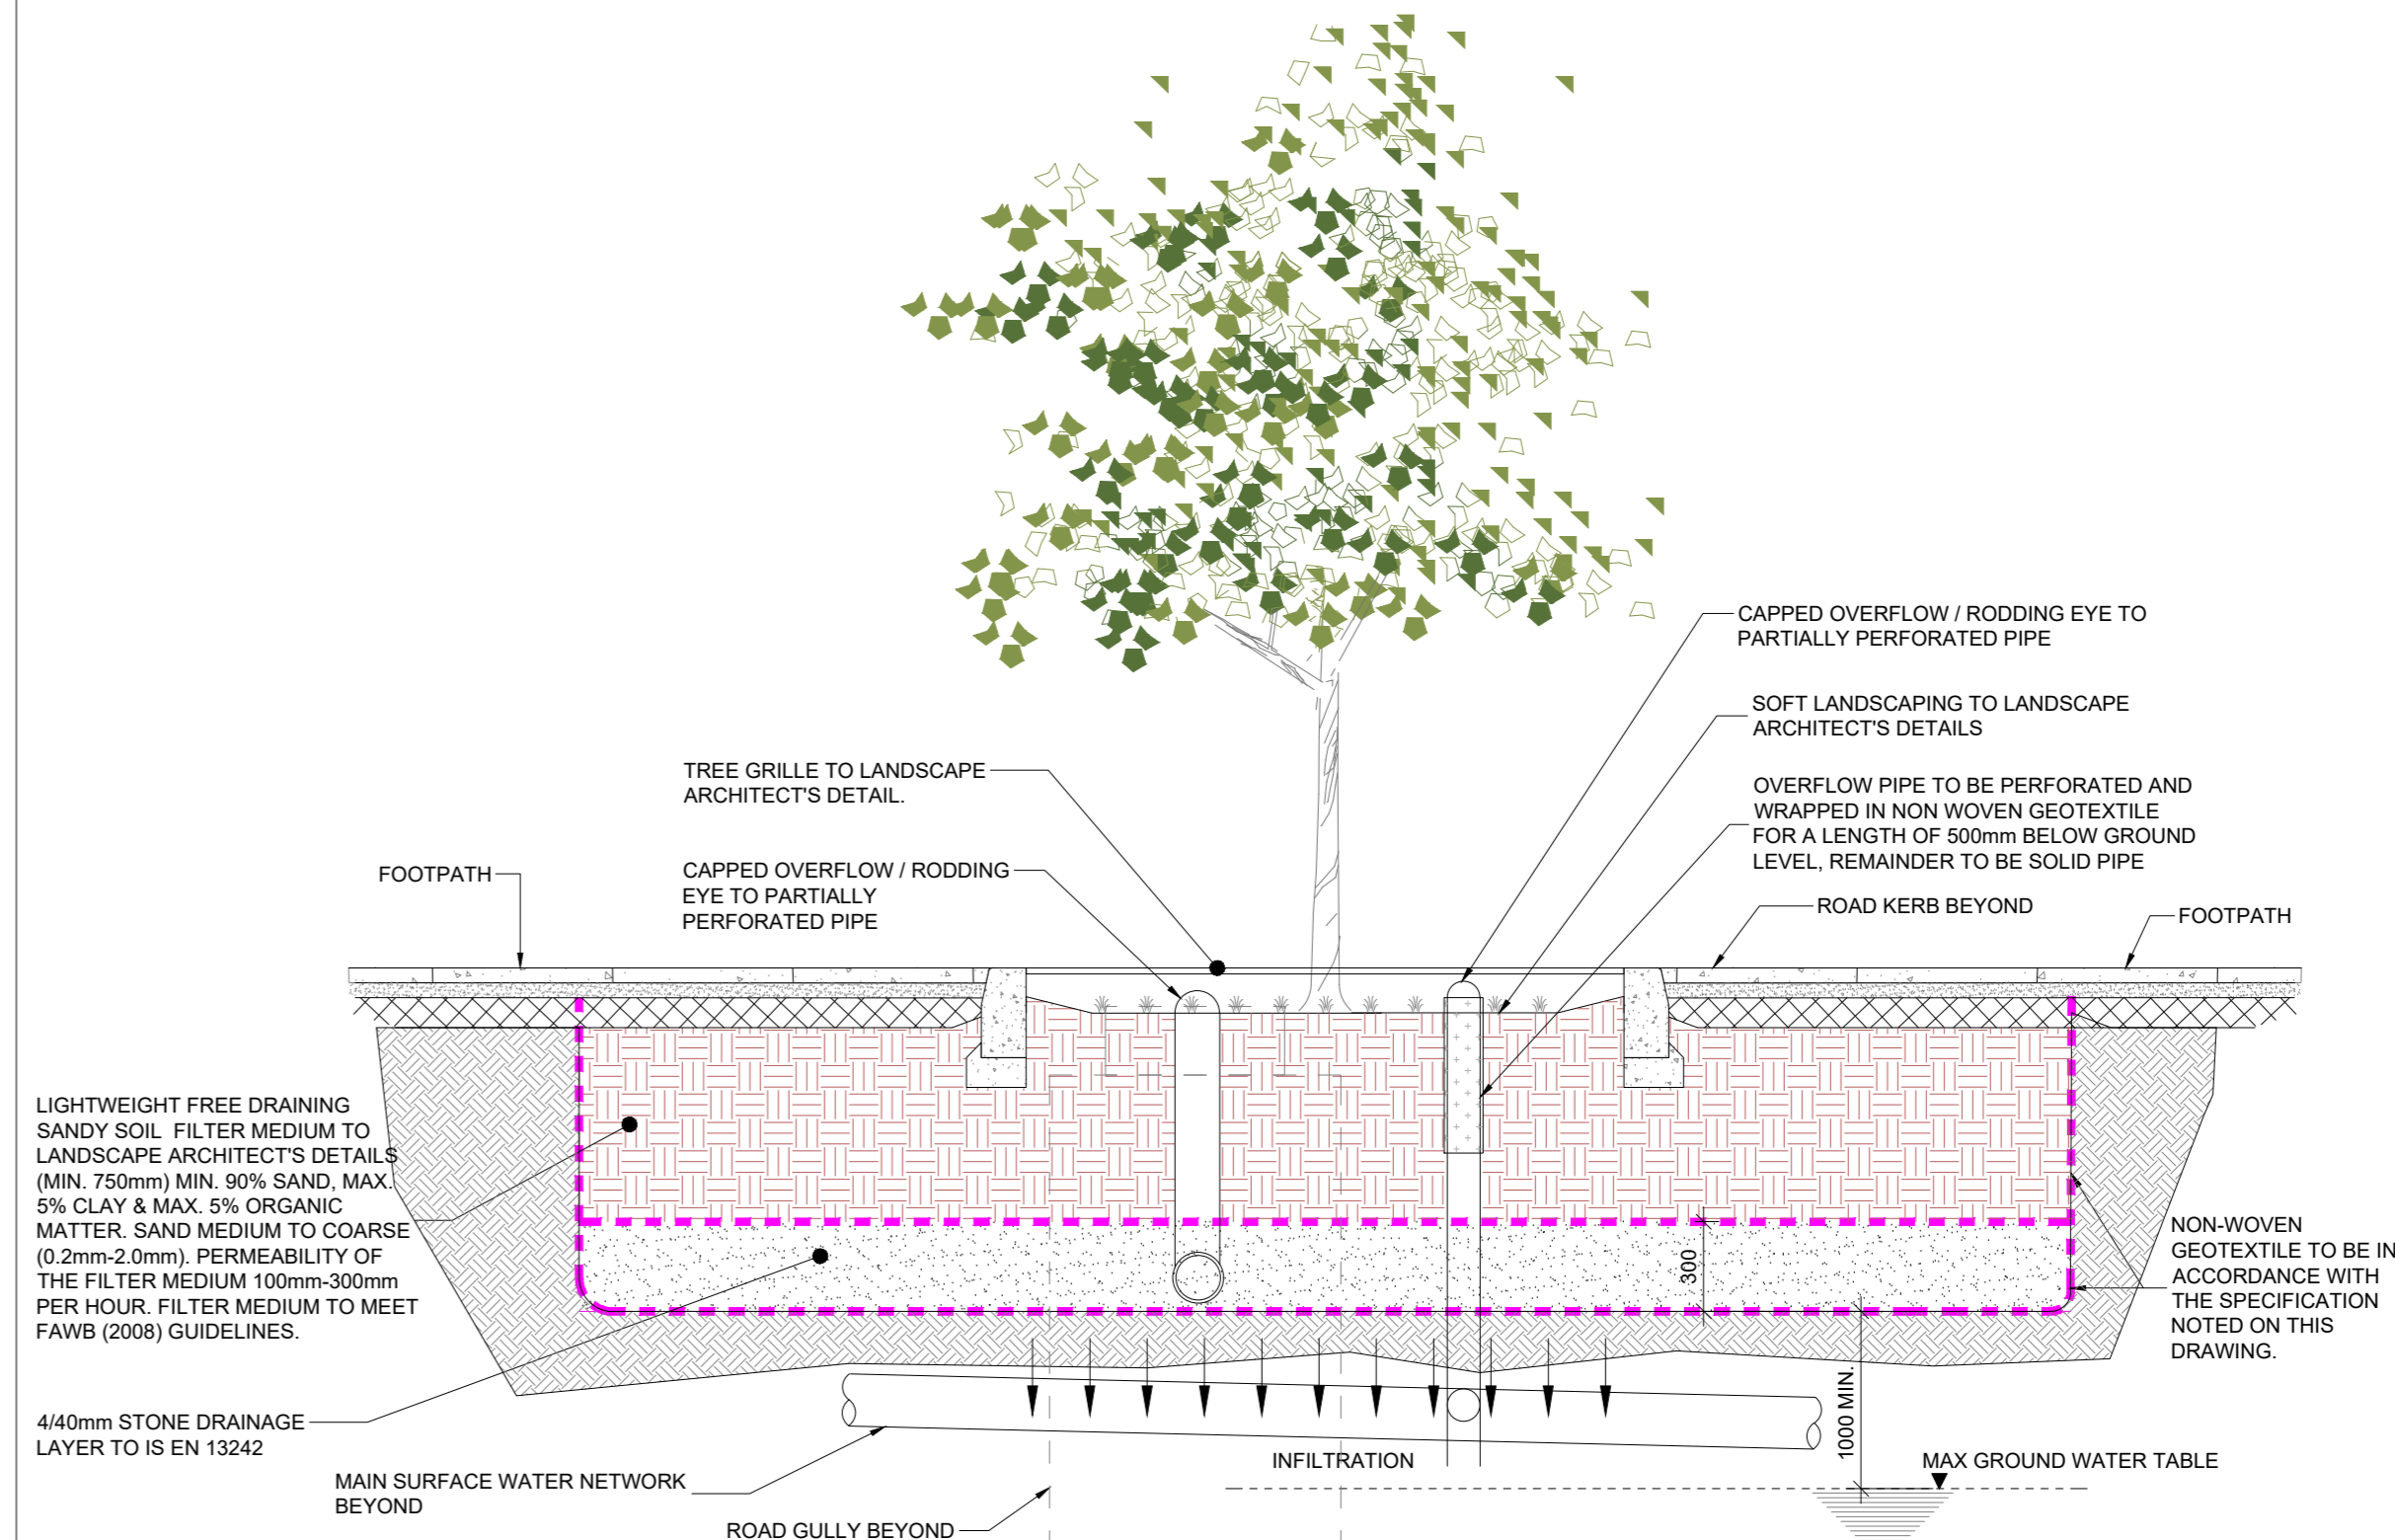 CAPPED OVERFLOW / RODDING EYE TO
PARTIALLY PERFORATED PIPE
SOFT LANDSCAPING TO LANDSCAPE
ARCHITECT'S DETAILS
TREE GRILLE TO LANDSCAPE
ARCHITECT'S DETAIL.
OVERFLOW PIPE TO BE PERFORATED AND
WRAPPED IN NON WOVEN GEOTEXTILE
FOR A LENGTH OF 500mm BELOW GROUND
LEVEL, REMAINDER TO BE SOLID PIPE
FOOTPATH
CAPPED OVERFLOW / RODDING
EYE TO PARTIALLY
PERFORATED PIPE
ROAD KERB BEYOND
FOOTPATH
LIGHTWEIGHT FREE DRAINING
SANDY SOIL FILTER MEDIUM TO
LANDSCAPE ARCHITECT'S DETAILS
(MIN. 750mm) MIN. 90% SAND, MAX.
5% CLAY & MAX. 5% ORGANIC
MATTER. SAND MEDIUM TO COARSE
(0.2mm-2.0mm). PERMEABILITY OF
THE FILTER MEDIUM 100mm-300mm
PER HOUR. FILTER MEDIUM TO MEET
FAWB (2008) GUIDELINES.
300
NON-WOVEN
GEOTEXTILE TO BE IN
ACCORDANCE WITH
THE SPECIFICATION
NOTED ON THIS
DRAWING.
4/40mm STONE DRAINAGE
LAYER TO IS EN 13242
1000 MIN.
INFILTRATION
MAX GROUND WATER TABLE
MAIN SURFACE WATER NETWORK
BEYOND
ROAD GULLY BEYOND